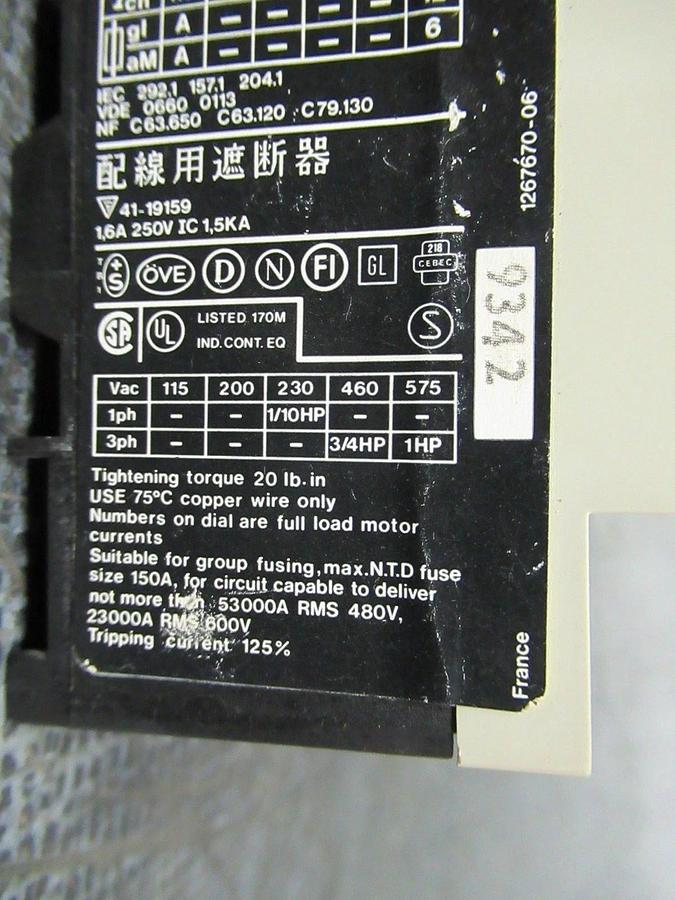 gl A – – – – –
aM A – – – – 6
IEC 292.1 157.1 204.1
VDE 0660 0113
NF C63.650 C63.120 C79.130
配線用遮断器
41-19159
1,6A 250V IC 1,5KA
+S ÖVE D N FI GL 218 CEBEC
SA UL LISTED 170M S
IND.CONT. EQ
Vac 115 200 230 460 575
1ph – – 1/10HP – –
3ph – – – 3/4HP 1HP
Tightening torque 20 lb.in
USE 75°C copper wire only
Numbers on dial are full load motor
currents
Suitable for group fusing, max.N.T.D fuse
size 150A, for circuit capable to deliver
not more than 53000A RMS 480V,
23000A RMS 600V
Tripping current 125%
1267670-06
9342
France